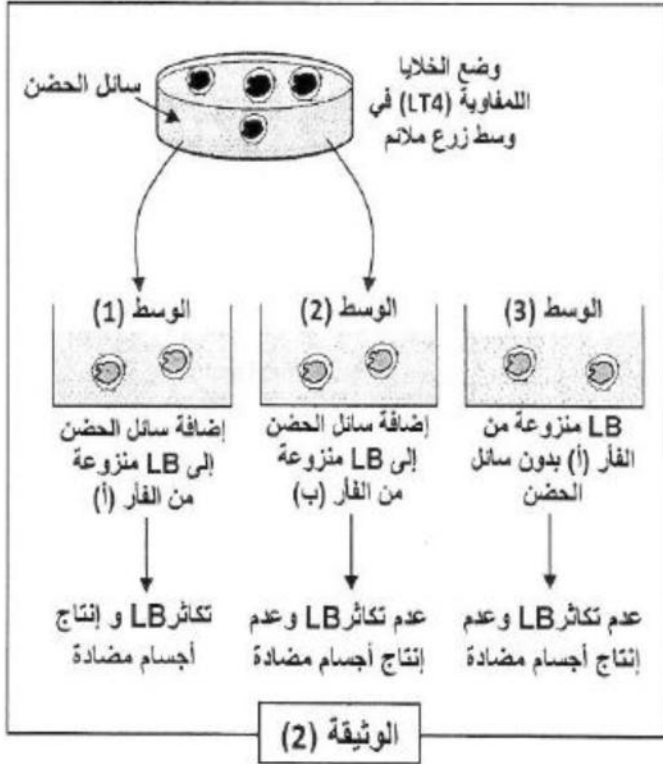 وضع الخلايا
اللمفاوية (LT4) في
وسط زرع ملائم
سائل الحضن
الوسط (1)
إضافة سائل الحضن
إلى LB منزوعة
من الفأر (أ)
تكاثر LB و إنتاج
أجسام مضادة
الوسط (2)
إضافة سائل الحضن
إلى LB منزوعة
من الفأر (ب)
عدم تكاثر LB وعدم
إنتاج أجسام مضادة
الوسط (3)
LB منزوعة من
الفأر (أ) بدون سائل
الحضن
عدم تكاثر LB وعدم
إنتاج أجسام مضادة
الوثيقة (2)